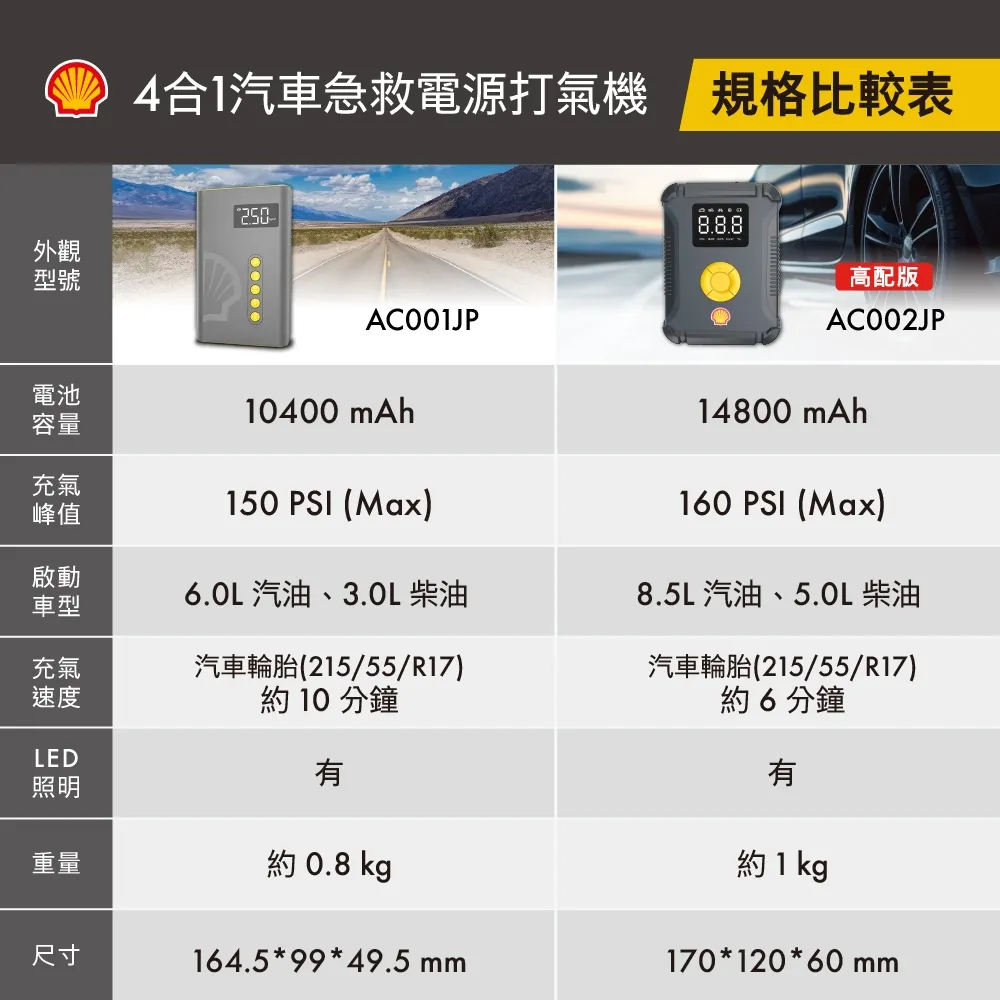 4合1汽車急救電源打氣機
規格比較表
外觀
型號
2.50
AC001JP
8.8.8
高配版
AC002JP
電池
容量
10400 mAh
14800 mAh
充氣
峰值
150 PSI (Max)
160 PSI (Max)
啟動
車型
6.0L 汽油、3.0L 柴油
8.5L 汽油、5.0L 柴油
充氣
速度
汽車輪胎(215/55/R17)
約 10 分鐘
汽車輪胎(215/55/R17)
約 6 分鐘
LED
照明
有
有
重量
約 0.8 kg
約 1 kg
尺寸
164.5*99*49.5 mm
170*120*60 mm